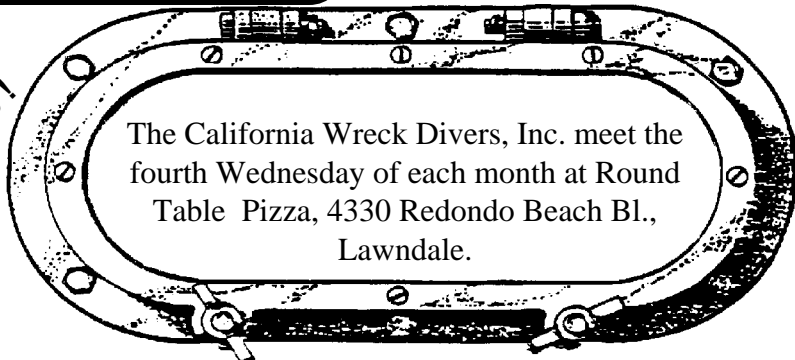 The California Wreck Divers, Inc. meet the
fourth Wednesday of each month at Round
Table Pizza, 4330 Redondo Beach Bl.,
Lawndale.